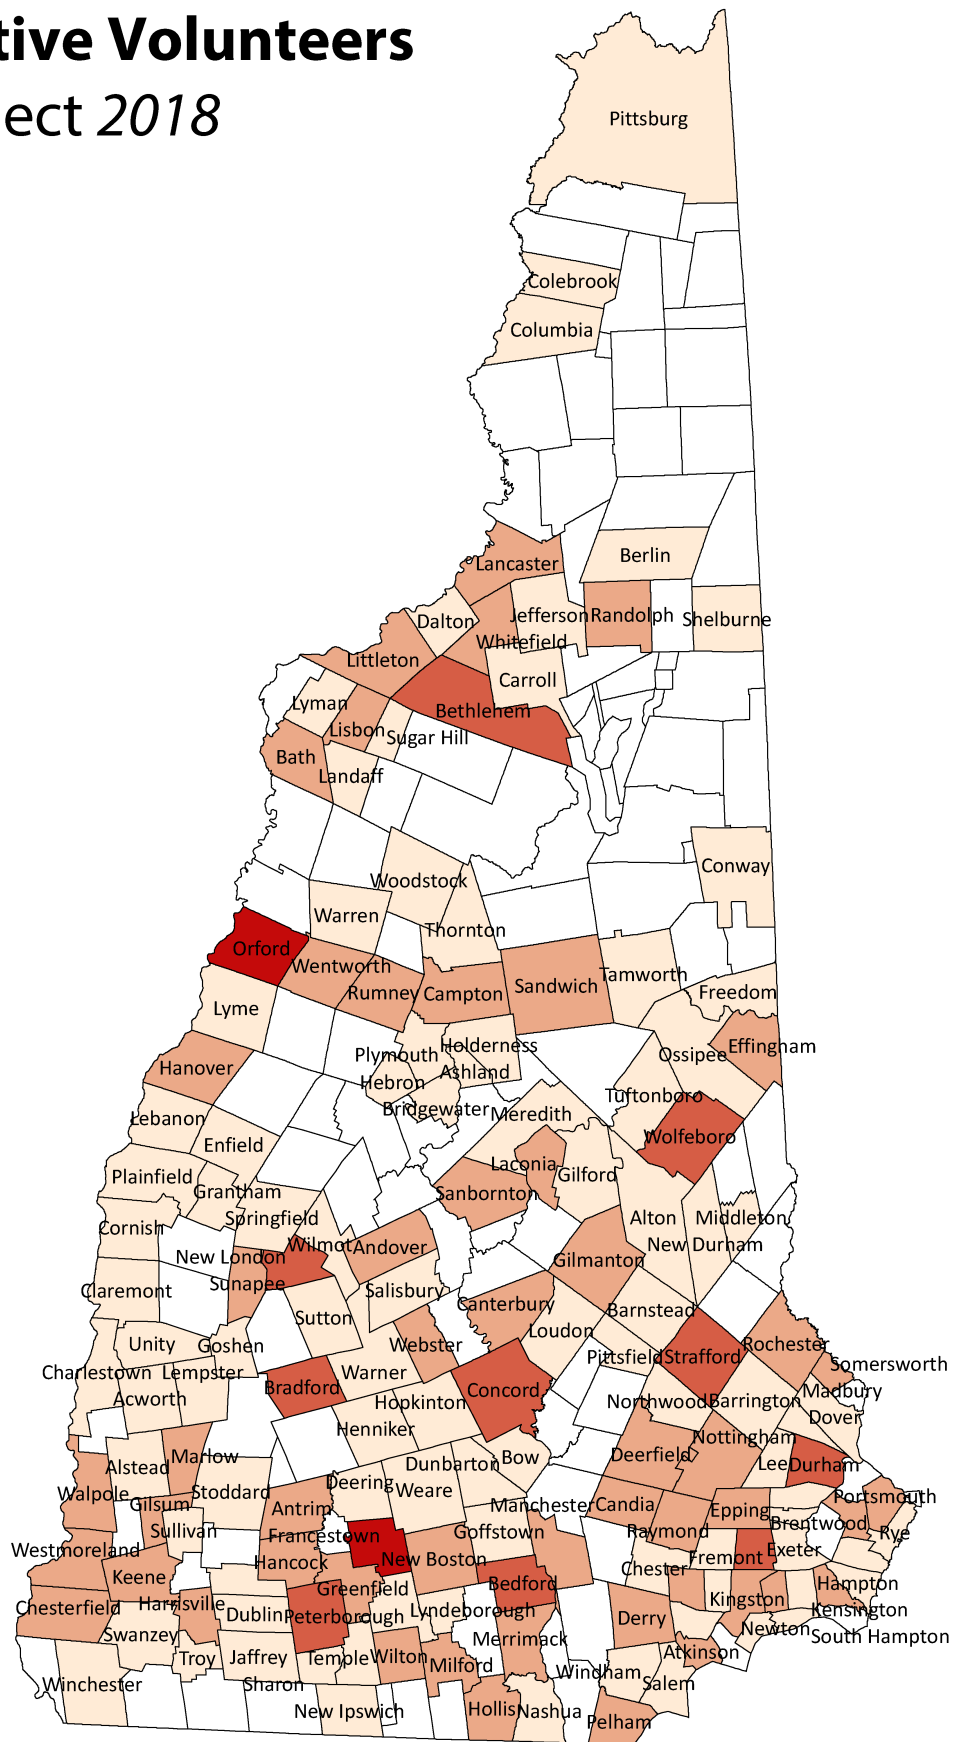 tive Volunteers
ect 2018
Pittsburg
Colebrook
Columbia
Berlin
Lancaster
Jefferson
Randolph
Shelburne
Dalton
Whitefield
Littleton
Carroll
Lyman
Bethlehem
Lisbon
Sugar Hill
Bath
Landaff
Conway
Woodstock
Warren
Thornton
Orford
Wentworth
Rumney
Campton
Sandwich
Tamworth
Freedom
Lyme
Plymouth
Holderness
Ossipee
Effingham
Hanover
Hebron
Ashland
Tuftonboro
Lebanon
Bridgewater
Meredith
Wolfeboro
Enfield
Plainfield
Laconia
Gilford
Grantham
Sanbornton
Cornish
Springfield
Alton
Middleton
New London
Wilmot
Andover
New Durham
Gilmanton
Claremont
Sunapee
Salisbury
Canterbury
Barnstead
Sutton
Loudon
Unity
Goshen
Webster
Pittsfield
Strafford
Rochester
Charlestown
Lempster
Warner
Somersworth
Acworth
Bradford
Concord
Madbury
Hopkinton
Northwood
Barrington
Dover
Henniker
Nottingham
Alstead
Marlow
Dunbarton
Bow
Deerfield
Lee
Durham
Walpole
Stoddard
Deering
Weare
Gilsum
Antrim
Manchester
Candia
Epping
Portsmouth
Sullivan
Francestown
Goffstown
Raymond
Brentwood
Rye
Westmoreland
Hancock
New Boston
Fremont
Exeter
Keene
Greenfield
Bedford
Chester
Hampton
Chesterfield
Harrisville
Dublin
Peterborough
Lyndeborough
Derry
Kingston
Kensington
Swanzey
Merrimack
Newton
South Hampton
Troy
Jaffrey
Temple
Wilton
Milford
Atkinson
Winchester
Sharon
Windham
Salem
New Ipswich
Hollis
Nashua
Pelham